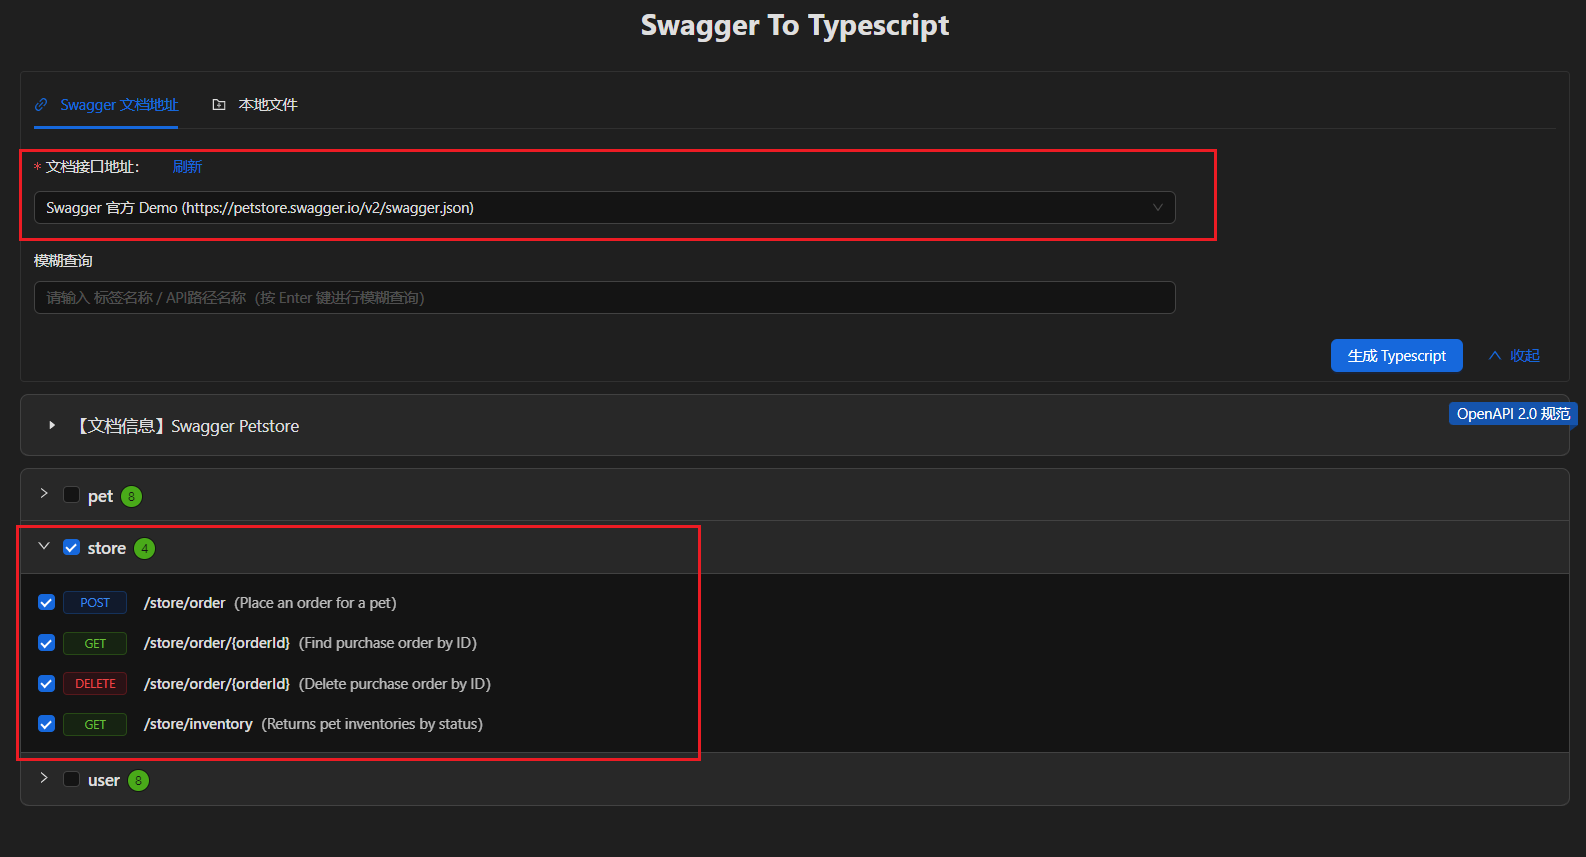 Swagger To Typescript
Swagger 文档地址 本地文件
* 文档接口地址: 刷新
Swagger 官方 Demo (https://petstore.swagger.io/v2/swagger.json)
模糊查询
请输入 标签名称 / API路径名称（按 Enter 键进行模糊查询）
生成 Typescript 收起
OpenAPI 2.0 规范
【文档信息】Swagger Petstore
pet 8
store 4
POST /store/order (Place an order for a pet)
GET /store/order/{orderId} (Find purchase order by ID)
DELETE /store/order/{orderId} (Delete purchase order by ID)
GET /store/inventory (Returns pet inventories by status)
user 8